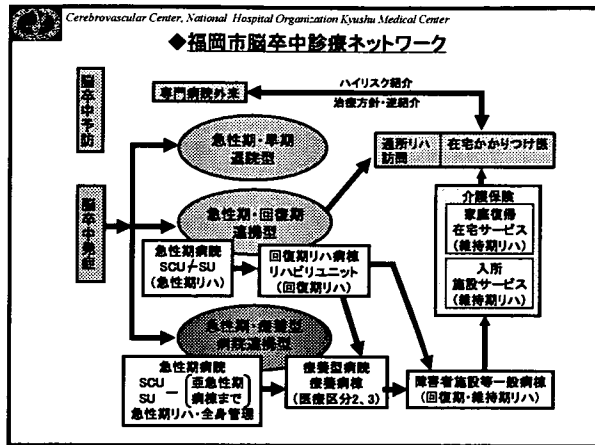 Cerebrovascular Center, National Hospital Organization Kyushu Medical Center
◆福岡市脳卒中診療ネットワーク
脳卒中予防
専門病院外来
ハイリスク紹介
治療方針・逆紹介
急性期・早期
退院型
通所リハ
訪問
在宅かかりつけ医
脳卒中発症
急性期・回復期
連携型
介護保険
家庭復帰
在宅サービス
(維持期リハ)
入所
施設サービス
(維持期リハ)
急性期病院
SCU/SU
(急性期リハ)
回復期リハ病棟
リハビリユニット
(回復期リハ)
急性期・療養型
病院連携型
急性期病院
SCU
SU
亜急性期
病棟まで
急性期リハ・全身管理
療養型病院
療養病棟
(医療区分2、3)
障害者施設等一般病棟
(回復期・維持期リハ)